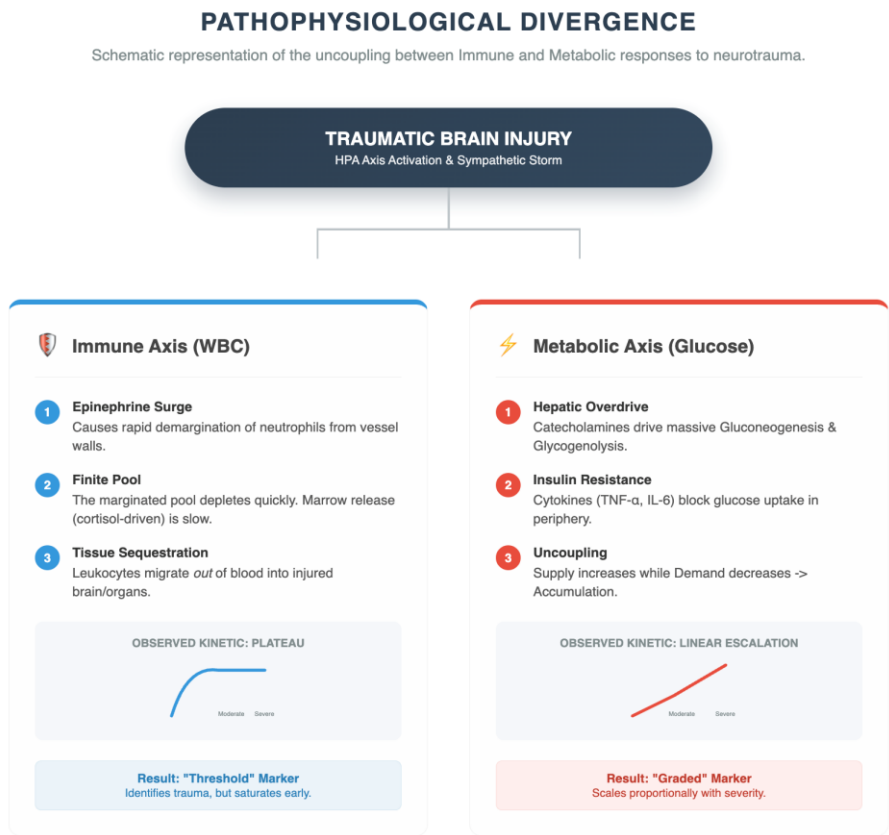 PATHOPHYSIOLOGICAL DIVERGENCE
Schematic representation of the uncoupling between Immune and Metabolic responses to neurotrauma.
TRAUMATIC BRAIN INJURY
HPA Axis Activation & Sympathetic Storm
Immune Axis (WBC)
1
Epinephrine Surge
Causes rapid demargination of neutrophils from vessel
walls.
2
Finite Pool
The marginated pool depletes quickly. Marrow release
(cortisol-driven) is slow.
3
Tissue Sequestration
Leukocytes migrate out of blood into injured
brain/organs.
OBSERVED KINETIC: PLATEAU
Moderate Severe
Result: "Threshold" Marker
Identifies trauma, but saturates early.
Metabolic Axis (Glucose)
1
Hepatic Overdrive
Catecholamines drive massive Gluconeogenesis &
Glycogenolysis.
2
Insulin Resistance
Cytokines (TNF-α, IL-6) block glucose uptake in
periphery.
3
Uncoupling
Supply increases while Demand decreases ->
Accumulation.
OBSERVED KINETIC: LINEAR ESCALATION
Moderate Severe
Result: "Graded" Marker
Scales proportionally with severity.